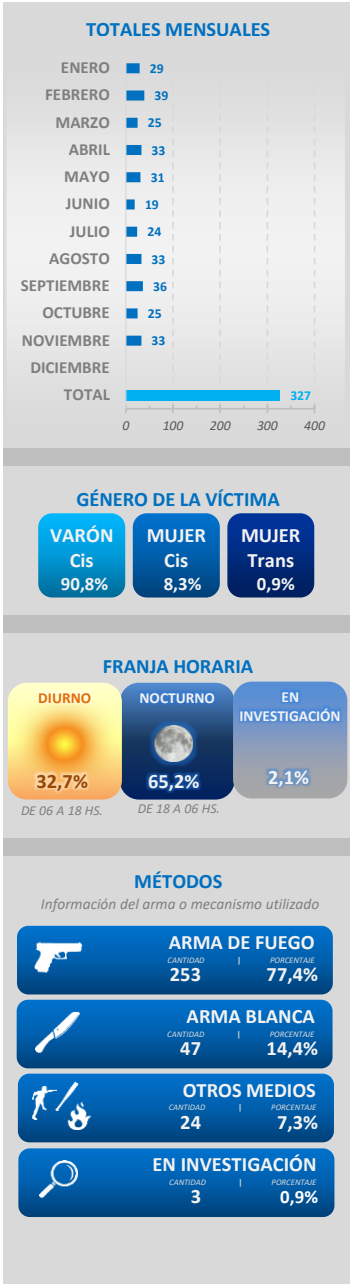 TOTALES MENSUALES
ENERO 29
FEBRERO 39
MARZO 25
ABRIL 33
MAYO 31
JUNIO 19
JULIO 24
AGOSTO 33
SEPTIEMBRE 36
OCTUBRE 25
NOVIEMBRE 33
DICIEMBRE
TOTAL 327
0 100 200 300 400
GÉNERO DE LA VÍCTIMA
VARÓN MUJER MUJER
Cis Cis Trans
90,8% 8,3% 0,9%
FRANJA HORARIA
DIURNO NOCTURNO EN
INVESTIGACIÓN
32,7% 65,2% 2,1%
DE 06 A 18 HS. DE 18 A 06 HS.
MÉTODOS
Información del arma o mecanismo utilizado
ARMA DE FUEGO
CANTIDAD | PORCENTAJE
253 77,4%
ARMA BLANCA
CANTIDAD | PORCENTAJE
47 14,4%
OTROS MEDIOS
CANTIDAD | PORCENTAJE
24 7,3%
EN INVESTIGACIÓN
CANTIDAD | PORCENTAJE
3 0,9%